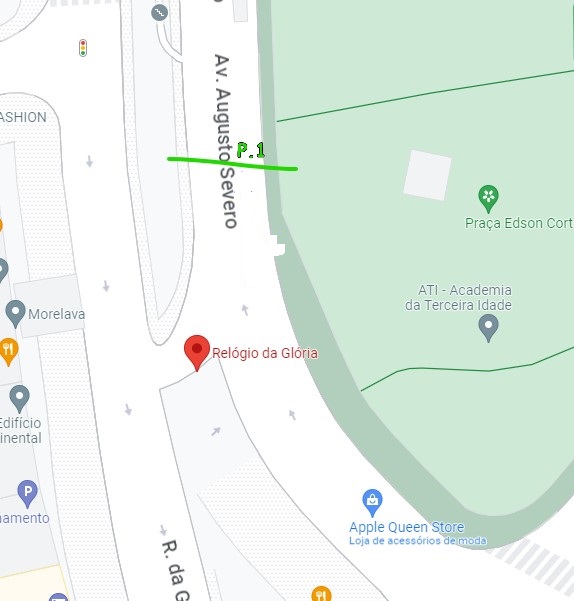 Av. Augusto Severo
P.1
ASHION
Praça Edson Cort
ATI - Academia
da Terceira Idade
Morelava
Relógio da Glória
Edifício
inental
P
namento
Apple Queen Store
Loja de acessórios de moda
R. da G